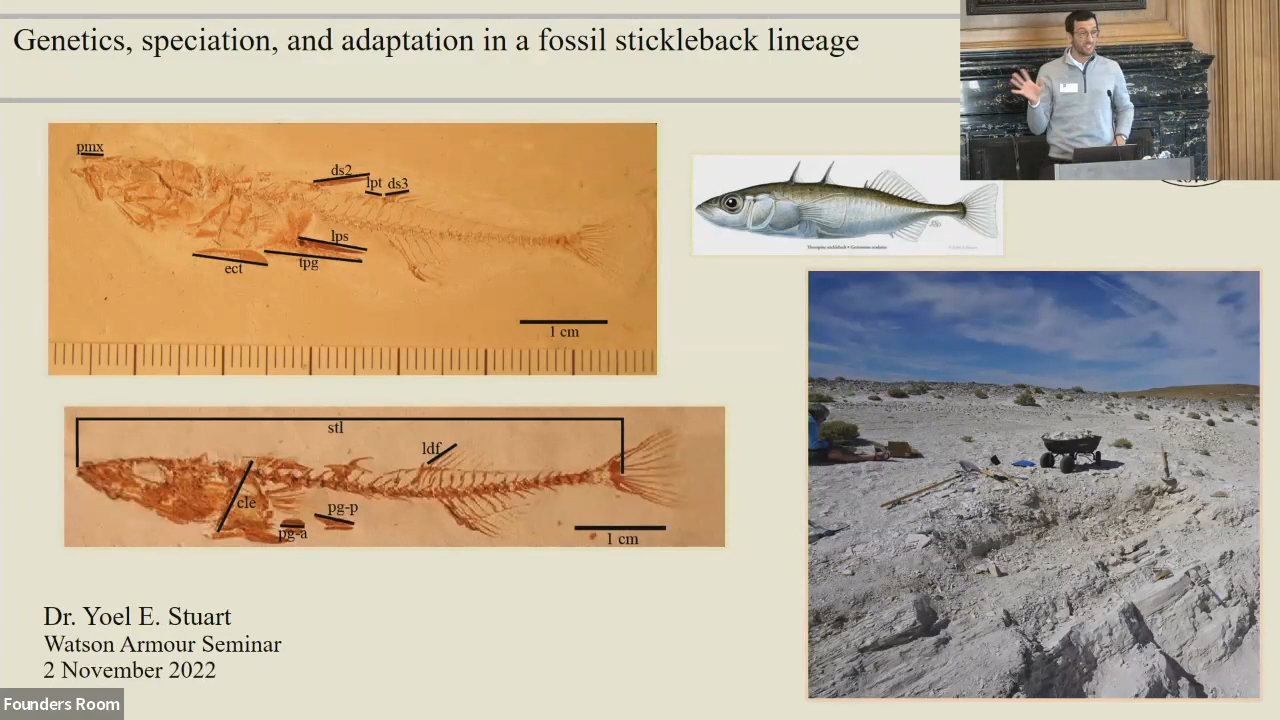 Genetics, speciation, and adaptation in a fossil stickleback lineage
pmx
ds2
lpt
ds3
lps
ect
tpg
1 cm
stl
ldf
cle
pg-p
pg-a
1 cm
Dr. Yoel E. Stuart
Watson Armour Seminar
2 November 2022
Founders Room